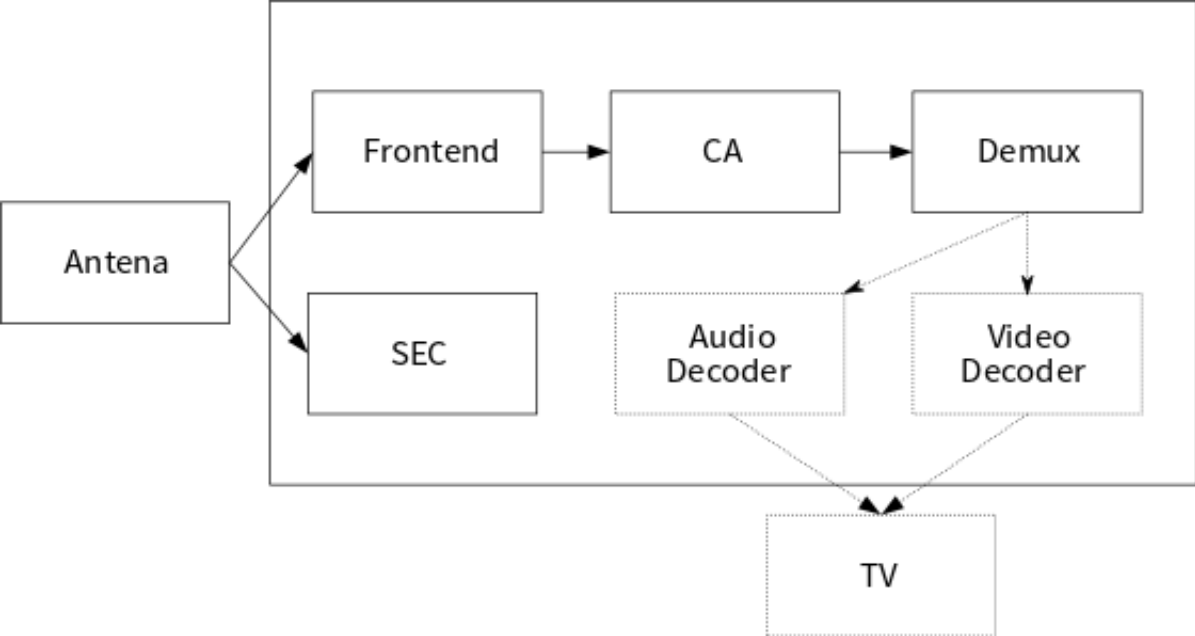 Frontend
CA
Demux
Antena
SEC
Audio
Decoder
Video
Decoder
TV